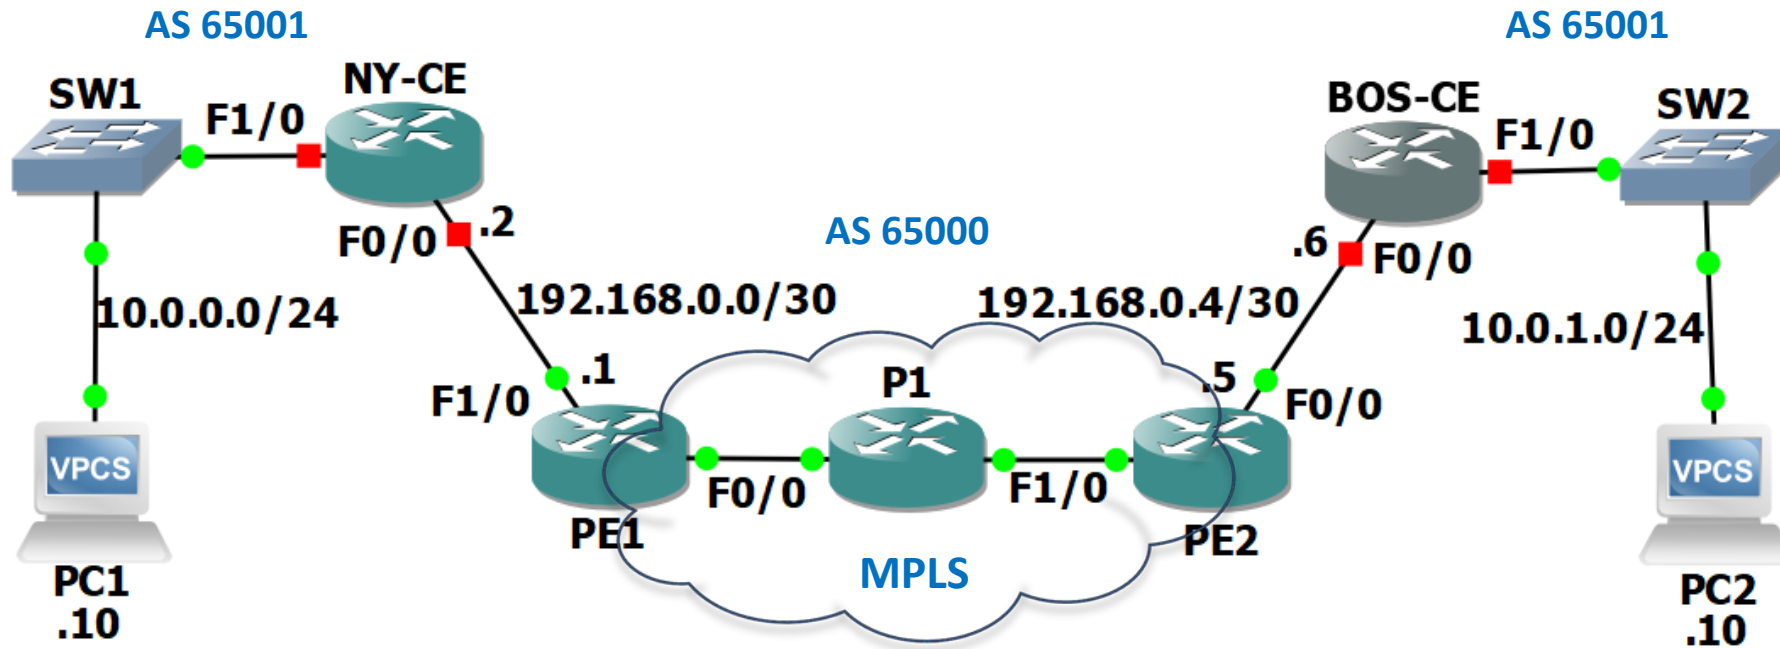 AS 65001
AS 65001
NY-CE
SW1
F1/0
BOS-CE
SW2
F1/0
.2
F0/0
AS 65000
.6
F0/0
10.0.0.0/24
192.168.0.0/30
192.168.0.4/30
10.0.1.0/24
.1
F1/0
P1
.5
F0/0
VPCS
VPCS
F0/0
F1/0
PE1
PE2
MPLS
PC1
.10
PC2
.10